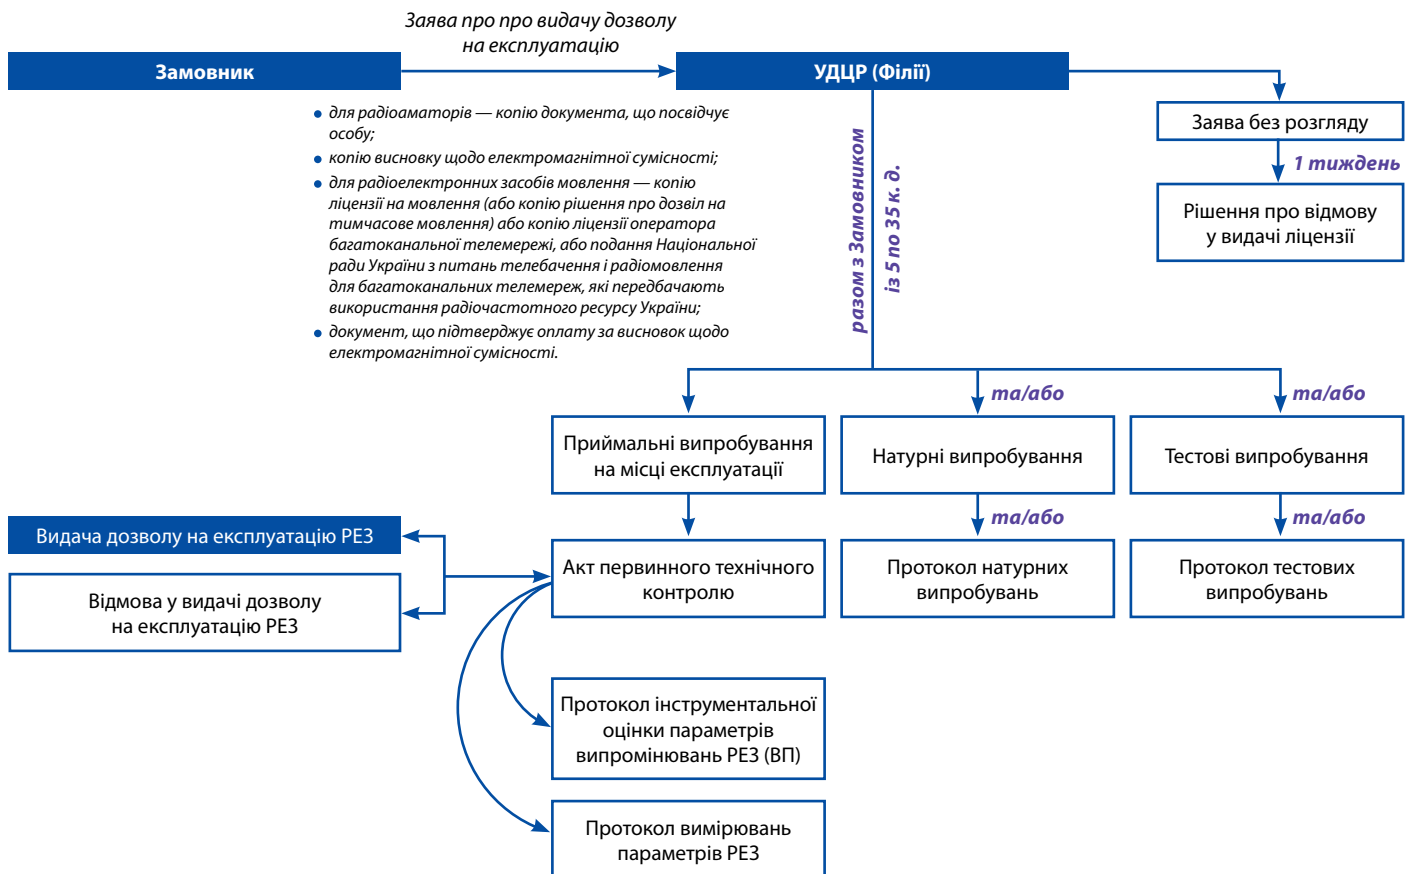 Заява про про видачу дозволу
на експлуатацію
Замовник
УДЦР (Філії)
для радіоаматорів — копію документа, що посвідчує
особу;
копію висновку щодо електромагнітної сумісності;
для радіоелектронних засобів мовлення — копію
ліцензії на мовлення (або копію рішення про дозвіл на
тимчасове мовлення) або копію ліцензії оператора
багатоканальної телемережі, або подання Національної
ради України з питань телебачення і радіомовлення
для багатоканальних телемереж, які передбачають
використання радіочастотного ресурсу України;
документ, що підтверджує оплату за висновок щодо
електромагнітної сумісності.
разом з Замовником
із 5 по 35 к. д.
Заява без розгляду
1 тиждень
Рішення про відмову
у видачі ліцензії
та/або
та/або
Приймальні випробування
на місці експлуатації
Натурні випробування
Тестові випробування
та/або
та/або
Видача дозволу на експлуатацію РЕЗ
Відмова у видачі дозволу
на експлуатацію РЕЗ
Акт первинного технічного
контролю
Протокол натурних
випробувань
Протокол тестових
випробувань
Протокол інструментальної
оцінки параметрів
випромінювань РЕЗ (ВП)
Протокол вимірювань
параметрів РЕЗ